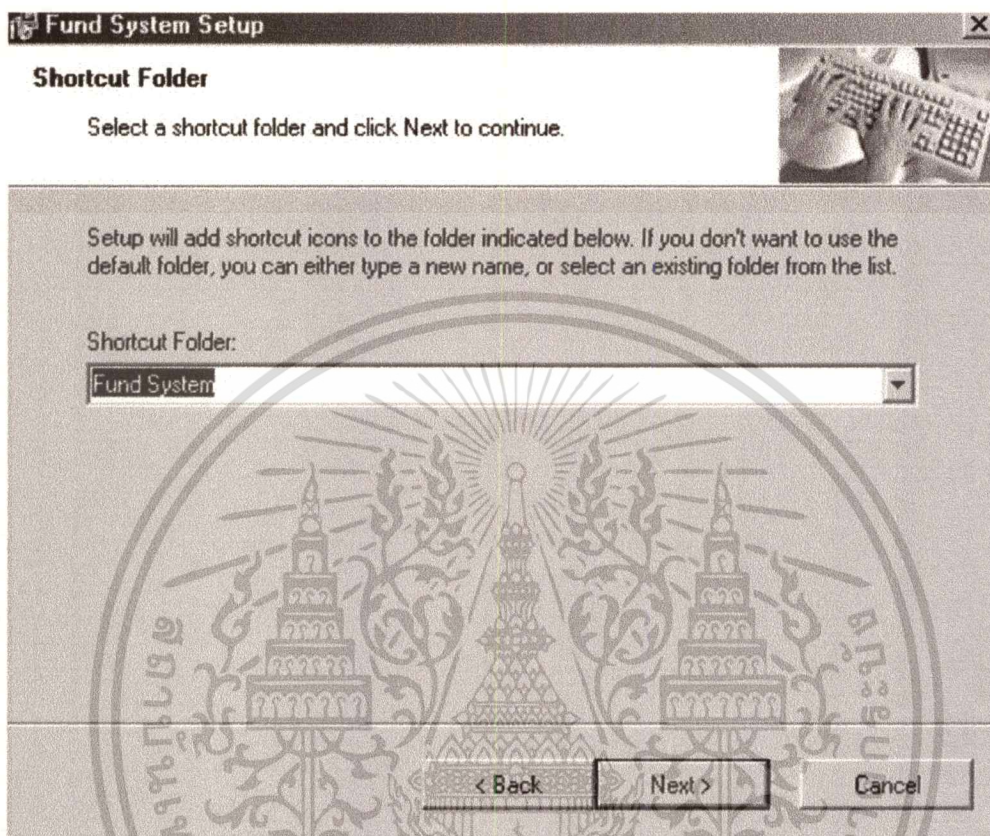 Fund System Setup
Shortcut Folder
Select a shortcut folder and click Next to continue.
Setup will add shortcut icons to the folder indicated below. If you don't want to use the
default folder, you can either type a new name, or select an existing folder from the list.
Shortcut Folder:
Fund System
< Back
Next >
Cancel